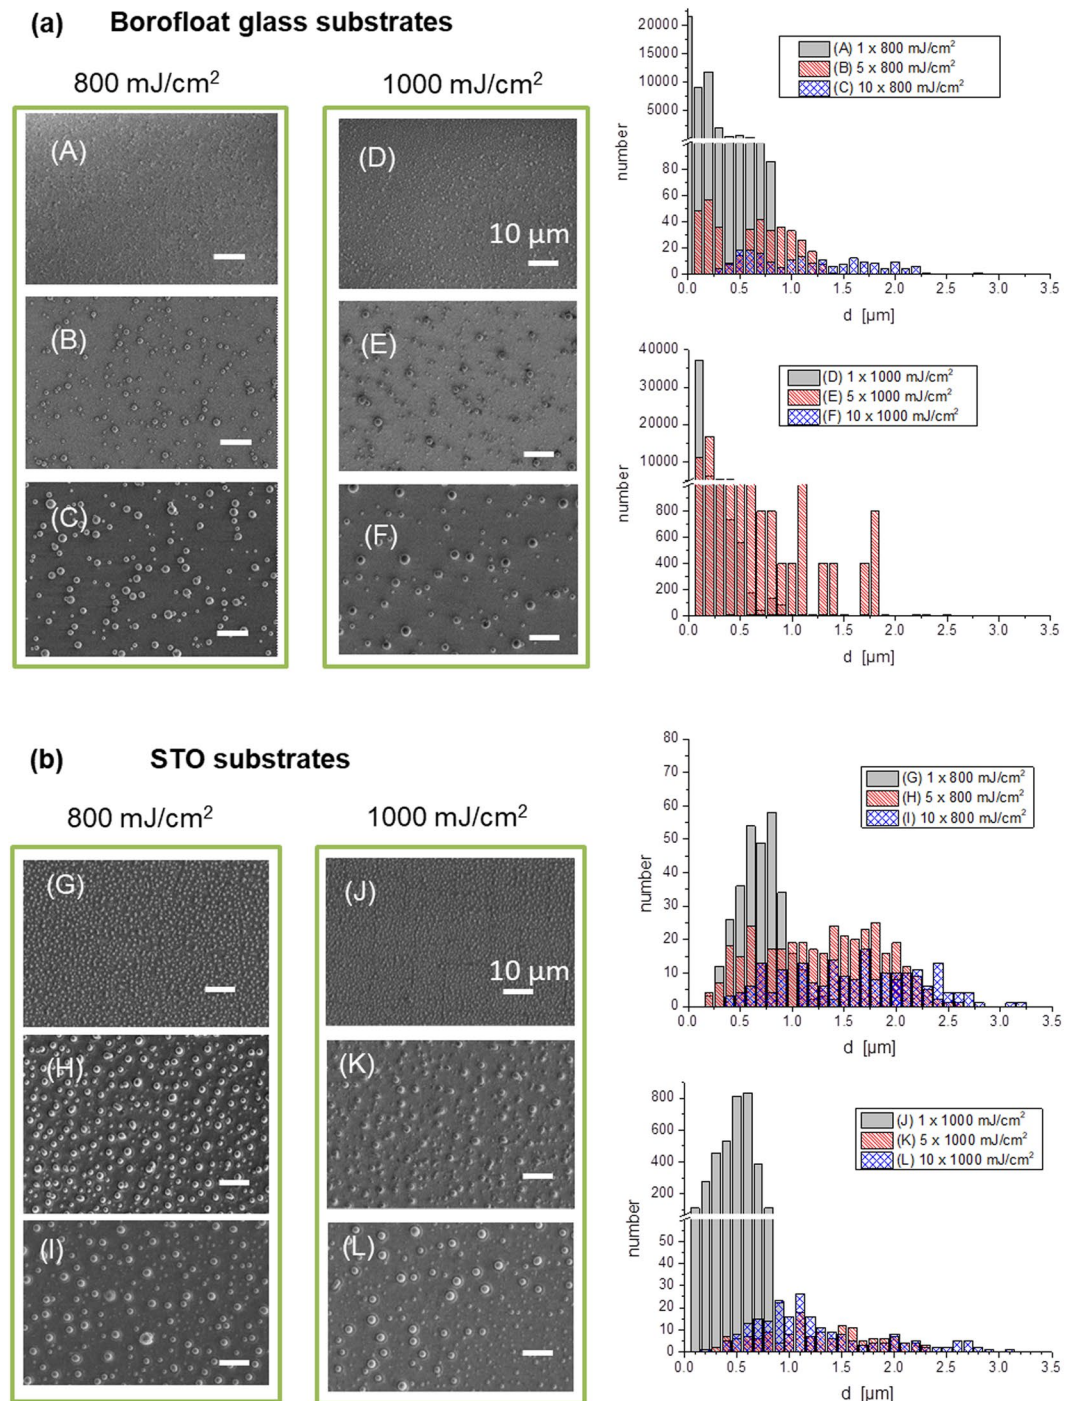 (a) Borofloat glass substrates
800 mJ/cm²
1000 mJ/cm²
(A)
(B)
(C)
(D)
10 µm
(E)
(F)
20000
15000
10000
5000
80
60
40
20
0
number
(A) 1 x 800 mJ/cm²
(B) 5 x 800 mJ/cm²
(C) 10 x 800 mJ/cm²
0.0 0.5 1.0 1.5 2.0 2.5 3.0 3.5
d [µm]
40000
30000
20000
10000
800
600
400
200
0
number
(D) 1 x 1000 mJ/cm²
(E) 5 x 1000 mJ/cm²
(F) 10 x 1000 mJ/cm²
0.0 0.5 1.0 1.5 2.0 2.5 3.0 3.5
d [µm]
(b) STO substrates
800 mJ/cm²
1000 mJ/cm²
(G)
(H)
(I)
(J)
10 µm
(K)
(L)
80
70
60
50
40
30
20
10
0
number
(G) 1 x 800 mJ/cm²
(H) 5 x 800 mJ/cm²
(I) 10 x 800 mJ/cm²
0.0 0.5 1.0 1.5 2.0 2.5 3.0 3.5
d [µm]
800
600
400
200
50
40
30
20
10
0
number
(J) 1 x 1000 mJ/cm²
(K) 5 x 1000 mJ/cm²
(L) 10 x 1000 mJ/cm²
0.0 0.5 1.0 1.5 2.0 2.5 3.0 3.5
d [µm]